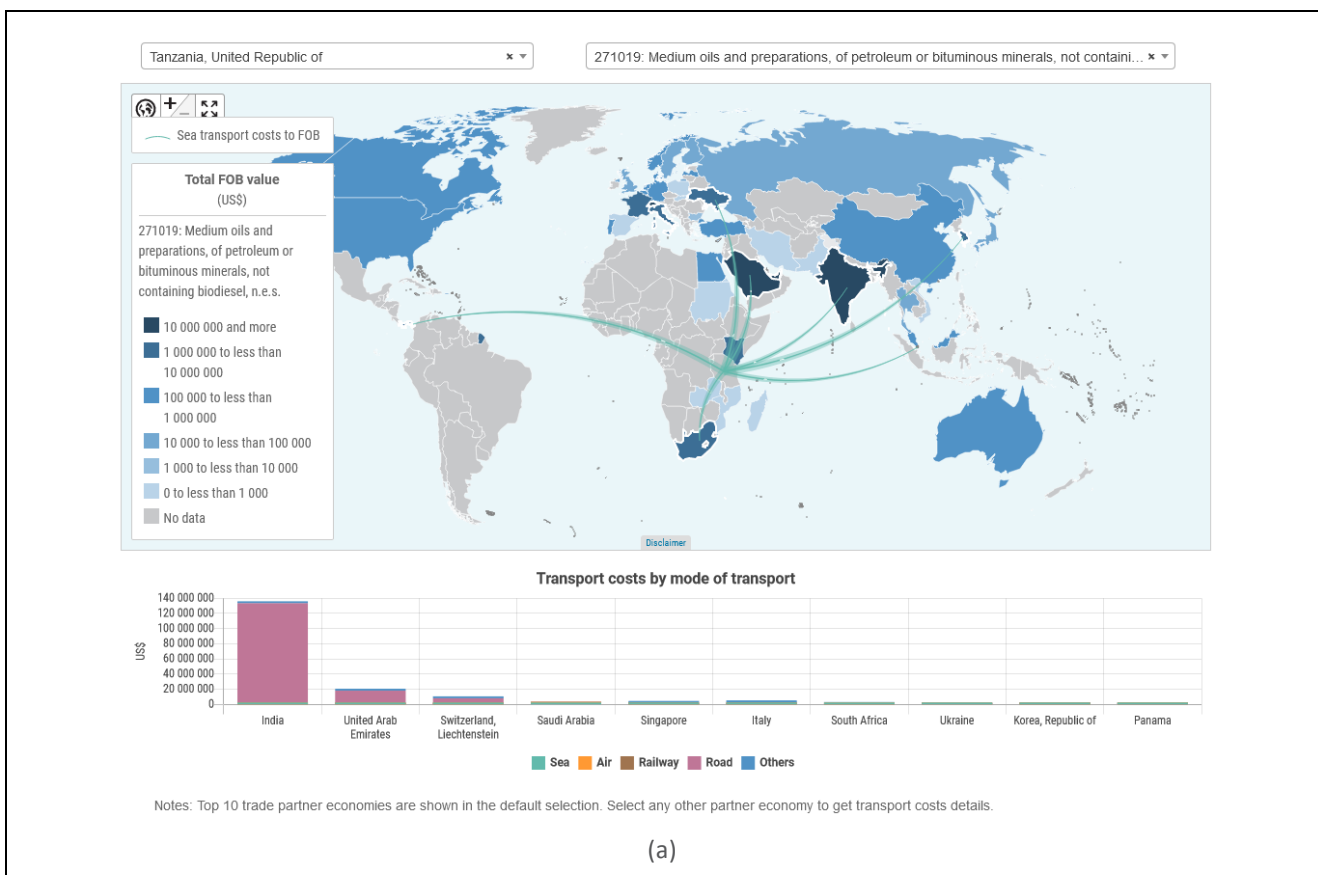 Tanzania, United Republic of × 
271019: Medium oils and preparations, of petroleum or bituminous minerals, not containi... ×
+
−
Sea transport costs to FOB
Total FOB value
(US$)
271019: Medium oils and
preparations, of petroleum or
bituminous minerals, not
containing biodiesel, n.e.s.
10 000 000 and more
1 000 000 to less than
10 000 000
100 000 to less than
1 000 000
10 000 to less than 100 000
1 000 to less than 10 000
0 to less than 1 000
No data
Disclaimer
Transport costs by mode of transport
US$
140 000 000
120 000 000
100 000 000
80 000 000
60 000 000
40 000 000
20 000 000
0
India
United Arab
Emirates
Switzerland,
Liechtenstein
Saudi Arabia
Singapore
Italy
South Africa
Ukraine
Korea, Republic of
Panama
Sea Air Railway Road Others
Notes: Top 10 trade partner economies are shown in the default selection. Select any other partner economy to get transport costs details.
(a)